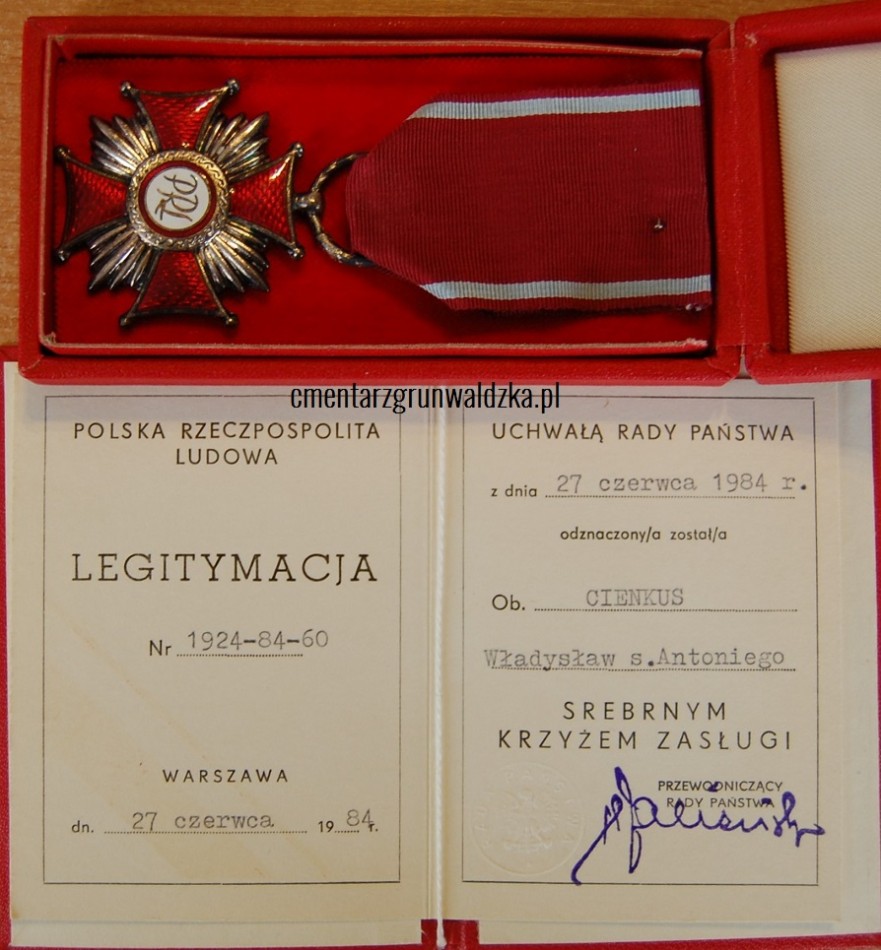 cmentarzgrunwaldzka.pl
POLSKA RZECZPOSPOLITA
LUDOWA
LEGITYMACJA
Nr 1924-84-60
WARSZAWA
dn. 27 czerwca 1984 r.
UCHWAŁĄ RADY PAŃSTWA
z dnia 27 czerwca 1984 r.
odznaczony/a został/a
Ob. CIENKUS
Władysław s.Antoniego
SREBRNYM
KRZYŻEM ZASŁUGI
PRZEWODNICZĄCY
RADY PAŃSTWA